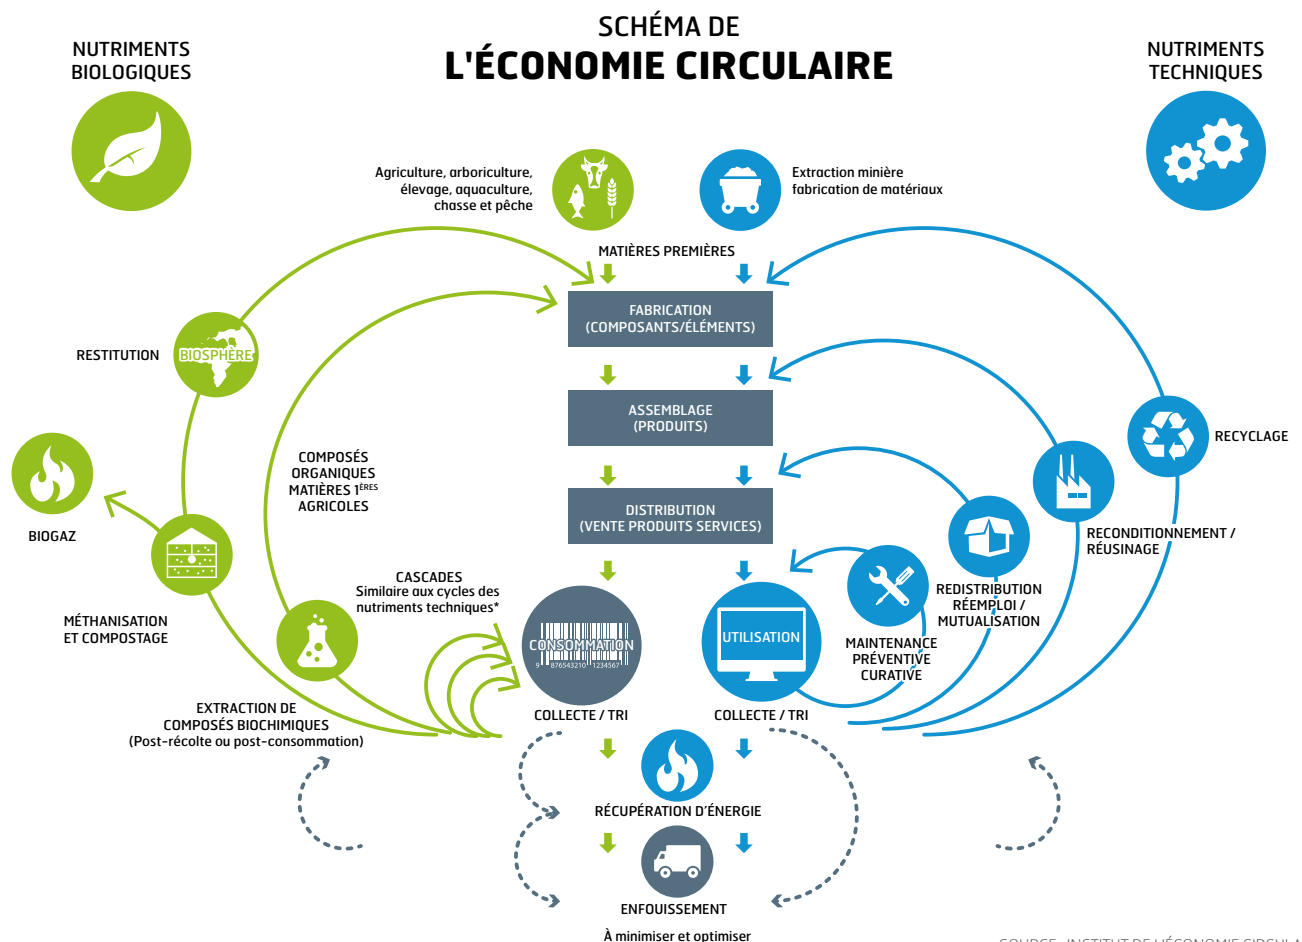 SCHÉMA DE
L'ÉCONOMIE CIRCULAIRE
NUTRIMENTS
BIOLOGIQUES
NUTRIMENTS
TECHNIQUES
Agriculture, arboriculture,
élevage, aquaculture,
chasse et pêche
Extraction minière
fabrication de matériaux
MATIÈRES PREMIÈRES
FABRICATION
(COMPOSANTS/ÉLÉMENTS)
RESTITUTION
BIOSPHÈRE
ASSEMBLAGE
(PRODUITS)
RECYCLAGE
COMPOSÉS
ORGANIQUES
MATIÈRES 1ÈRES
AGRICOLES
DISTRIBUTION
(VENTE PRODUITS SERVICES)
BIOGAZ
RECONDITIONNEMENT /
RÉUSINAGE
CASCADES
Similaire aux cycles des
nutriments techniques*
REDISTRIBUTION
RÉEMPLOI /
MUTUALISATION
MÉTHANISATION
ET COMPOSTAGE
CONSOMMATION
9 876543210 1234567
UTILISATION
MAINTENANCE
PRÉVENTIVE
CURATIVE
EXTRACTION DE
COMPOSÉS BIOCHIMIQUES
(Post-récolte ou post-consommation)
COLLECTE / TRI
COLLECTE / TRI
RÉCUPÉRATION D'ÉNERGIE
ENFOUISSEMENT
À minimiser et optimiser